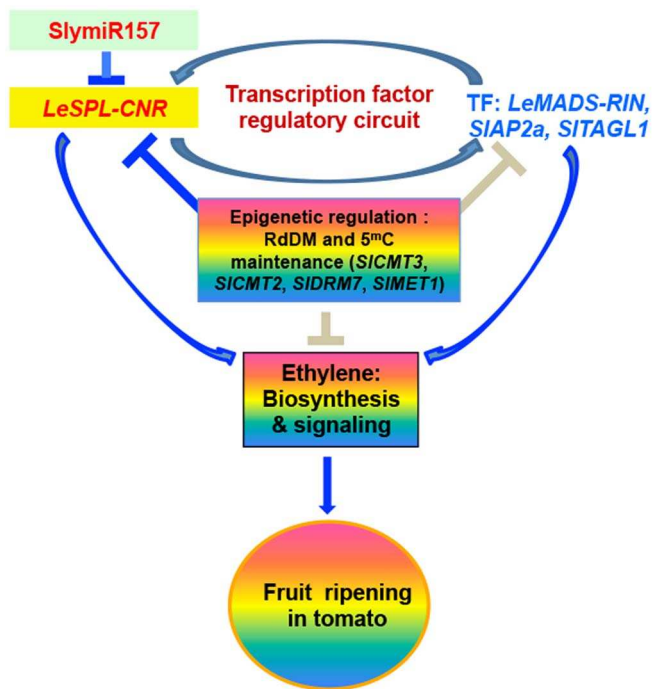 SlymiR157
LeSPL-CNR
Transcription factor
regulatory circuit
TF: LeMADS-RIN,
SlAP2a, SlTAGL1
Epigenetic regulation :
RdDM and 5ᵐC
maintenance (SlCMT3,
SlCMT2, SlDRM7, SlMET1)
Ethylene:
Biosynthesis
& signaling
Fruit ripening
in tomato